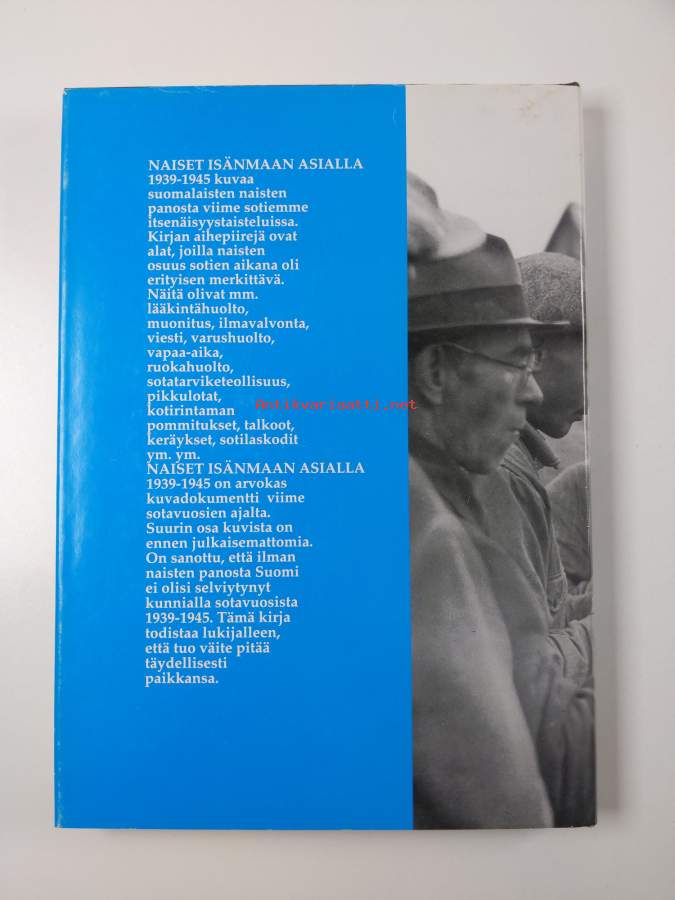 NAISET ISÄNMAAN ASIALLA
1939-1945 kuvaa
suomalaisten naisten
panosta viime sotiemme
itsenäisyystaisteluissa.
Kirjan aihepiirejä ovat
alat, joilla naisten
osuus sotien aikana oli
erityisen merkittävä.
Näitä olivat mm.
lääkintähuolto,
muonitus, ilmavalvonta,
viesti, varushuolto,
vapaa-aika,
ruokahuolto,
sotatarviketeollisuus,
pikkulotat,
kotirintaman
pommitukset, talkoot,
keräykset, sotilaskodit
ym. ym.
NAISET ISÄNMAAN ASIALLA
1939-1945 on arvokas
kuvadokumentti viime
sotavuosien ajalta.
Suurin osa kuvista on
ennen julkaisemattomia.
On sanottu, että ilman
naisten panosta Suomi
ei olisi selviytynyt
kunnialla sotavuosista
1939-1945. Tämä kirja
todistaa lukijalleen,
että tuo väite pitää
täydellisesti
paikkansa.
Antikvariaatti.net